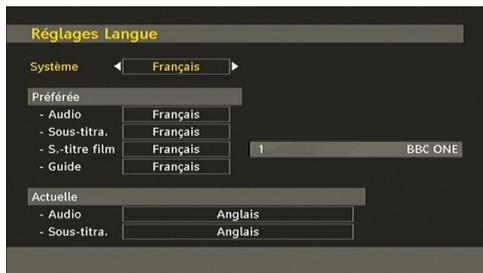 Réglages Langue
Système Français
Préférée
- Audio Français
- Sous-titra. Français
- S.-titre film Français 1 BBC ONE
- Guide Français
Actuelle
- Audio Anglais
- Sous-titra. Anglais